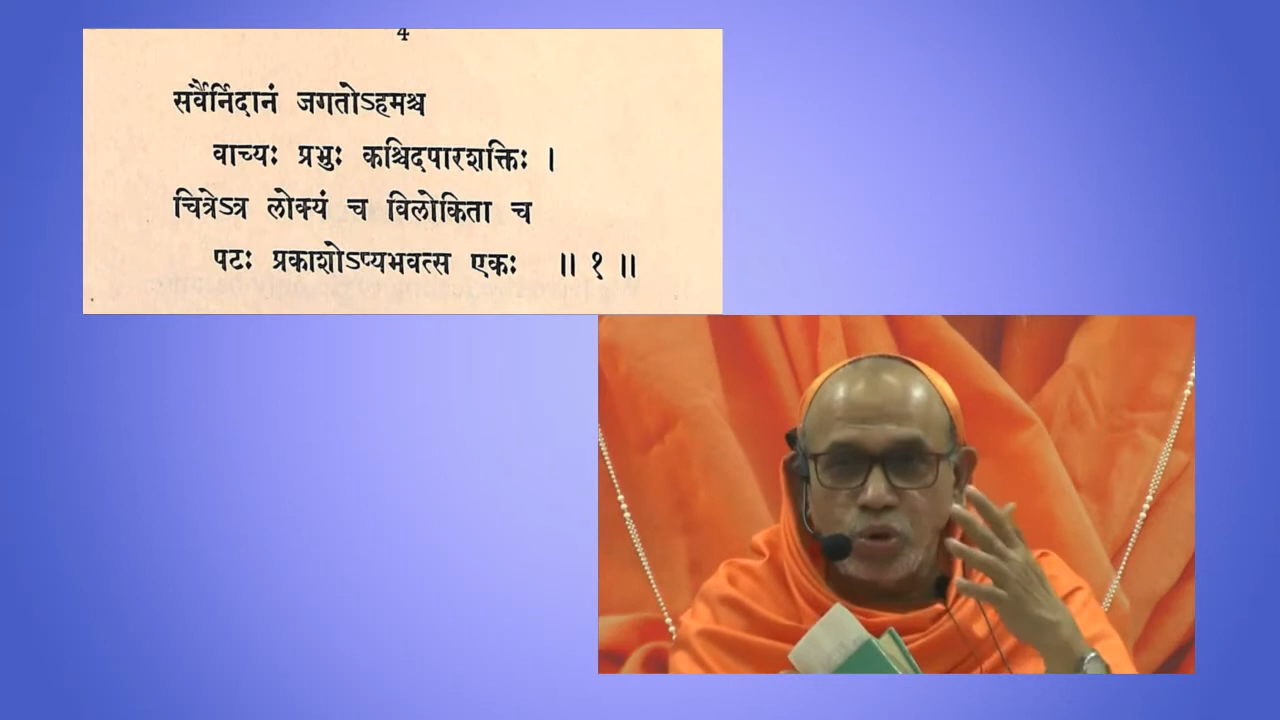 4
सर्वैर्निदानं जगतोऽहमश्च
वाच्यः प्रभुः कश्चिदपारशक्तिः ।
चित्रेऽत्र लोक्यं च विलोकिता च
पटः प्रकाशोऽप्यभवत्स एकः ॥ १ ॥